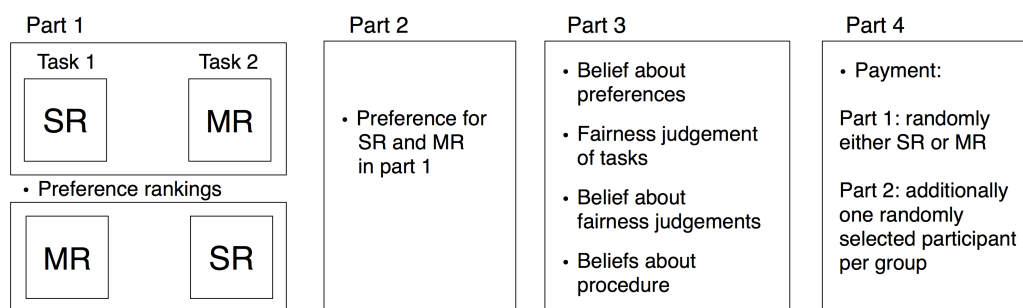 Part 1
Task 1
Task 2
SR
MR
• Preference rankings
MR
SR
Part 2
• Preference for
SR and MR
in part 1
Part 3
• Belief about
preferences
• Fairness judgement
of tasks
• Belief about
fairness judgements
• Beliefs about
procedure
Part 4
• Payment:
Part 1: randomly
either SR or MR
Part 2: additionally
one randomly
selected participant
per group